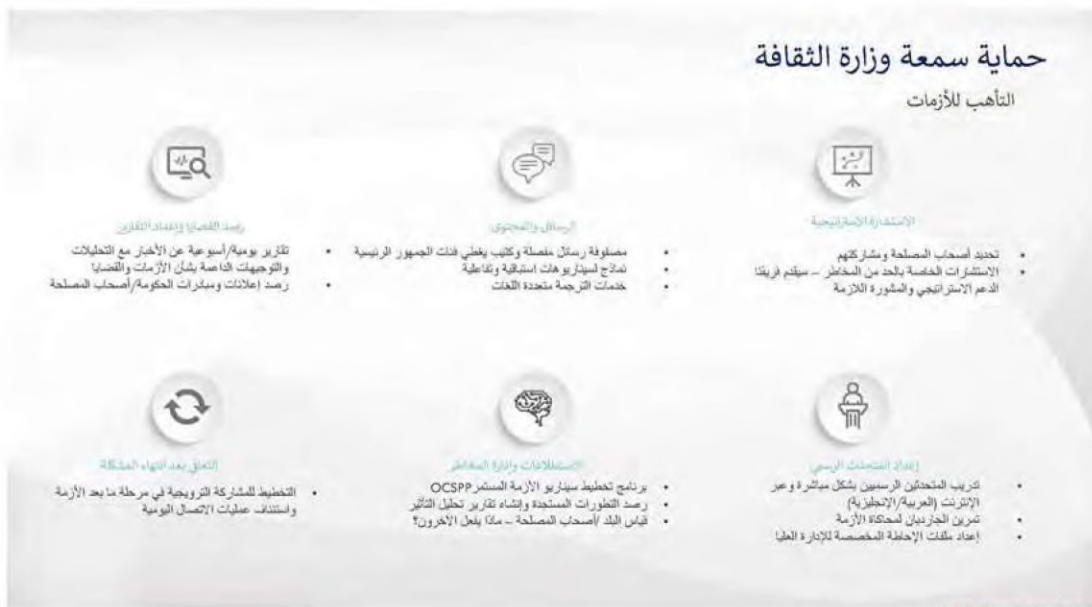 حماية سمعة وزارة الثقافة
التأهب للأزمات
الاستشارة الاستراتيجية
• تحديد أصحاب المصلحة ومشاركتهم
• الاستشارات الخاصة بالحد من المخاطر – سيقدم فريقنا
الدعم الاستراتيجي والمشورة اللازمة
الرسائل والمحتوى
• مصفوفة رسائل مفصلة وكتيب يغطي فئات الجمهور الرئيسية
• نماذج لسيناريوهات استباقية وتفاعلية
• خدمات الترجمة متعددة اللغات
رصد القضايا وإعداد التقارير
• تقارير يومية/أسبوعية عن الأخبار مع التحليلات
والتوجيهات الداعمة بشأن الأزمات والقضايا
• رصد إعلانات ومبادرات الحكومة/أصحاب المصلحة
إعداد المتحدث الرسمي
• تدريب المتحدثين الرسميين بشكل مباشرة وعبر
الإنترنت (العربية/الإنجليزية)
• تمرين الجارديان لمحاكاة الأزمة
• إعداد ملفات الإحاطة المخصصة للإدارة العليا
الاستطلاعات وإدارة المخاطر
• برنامج تخطيط سيناريو الأزمة المستمر OCSPP
• رصد التطورات المستجدة وإنشاء تقارير تحليل التأثير
• قياس البلد /أصحاب المصلحة – ماذا يفعل الآخرون؟
التعافي بعد انتهاء المشكلة
• التخطيط للمشاركة الترويجية في مرحلة ما بعد الأزمة
واستئناف عمليات الاتصال اليومية